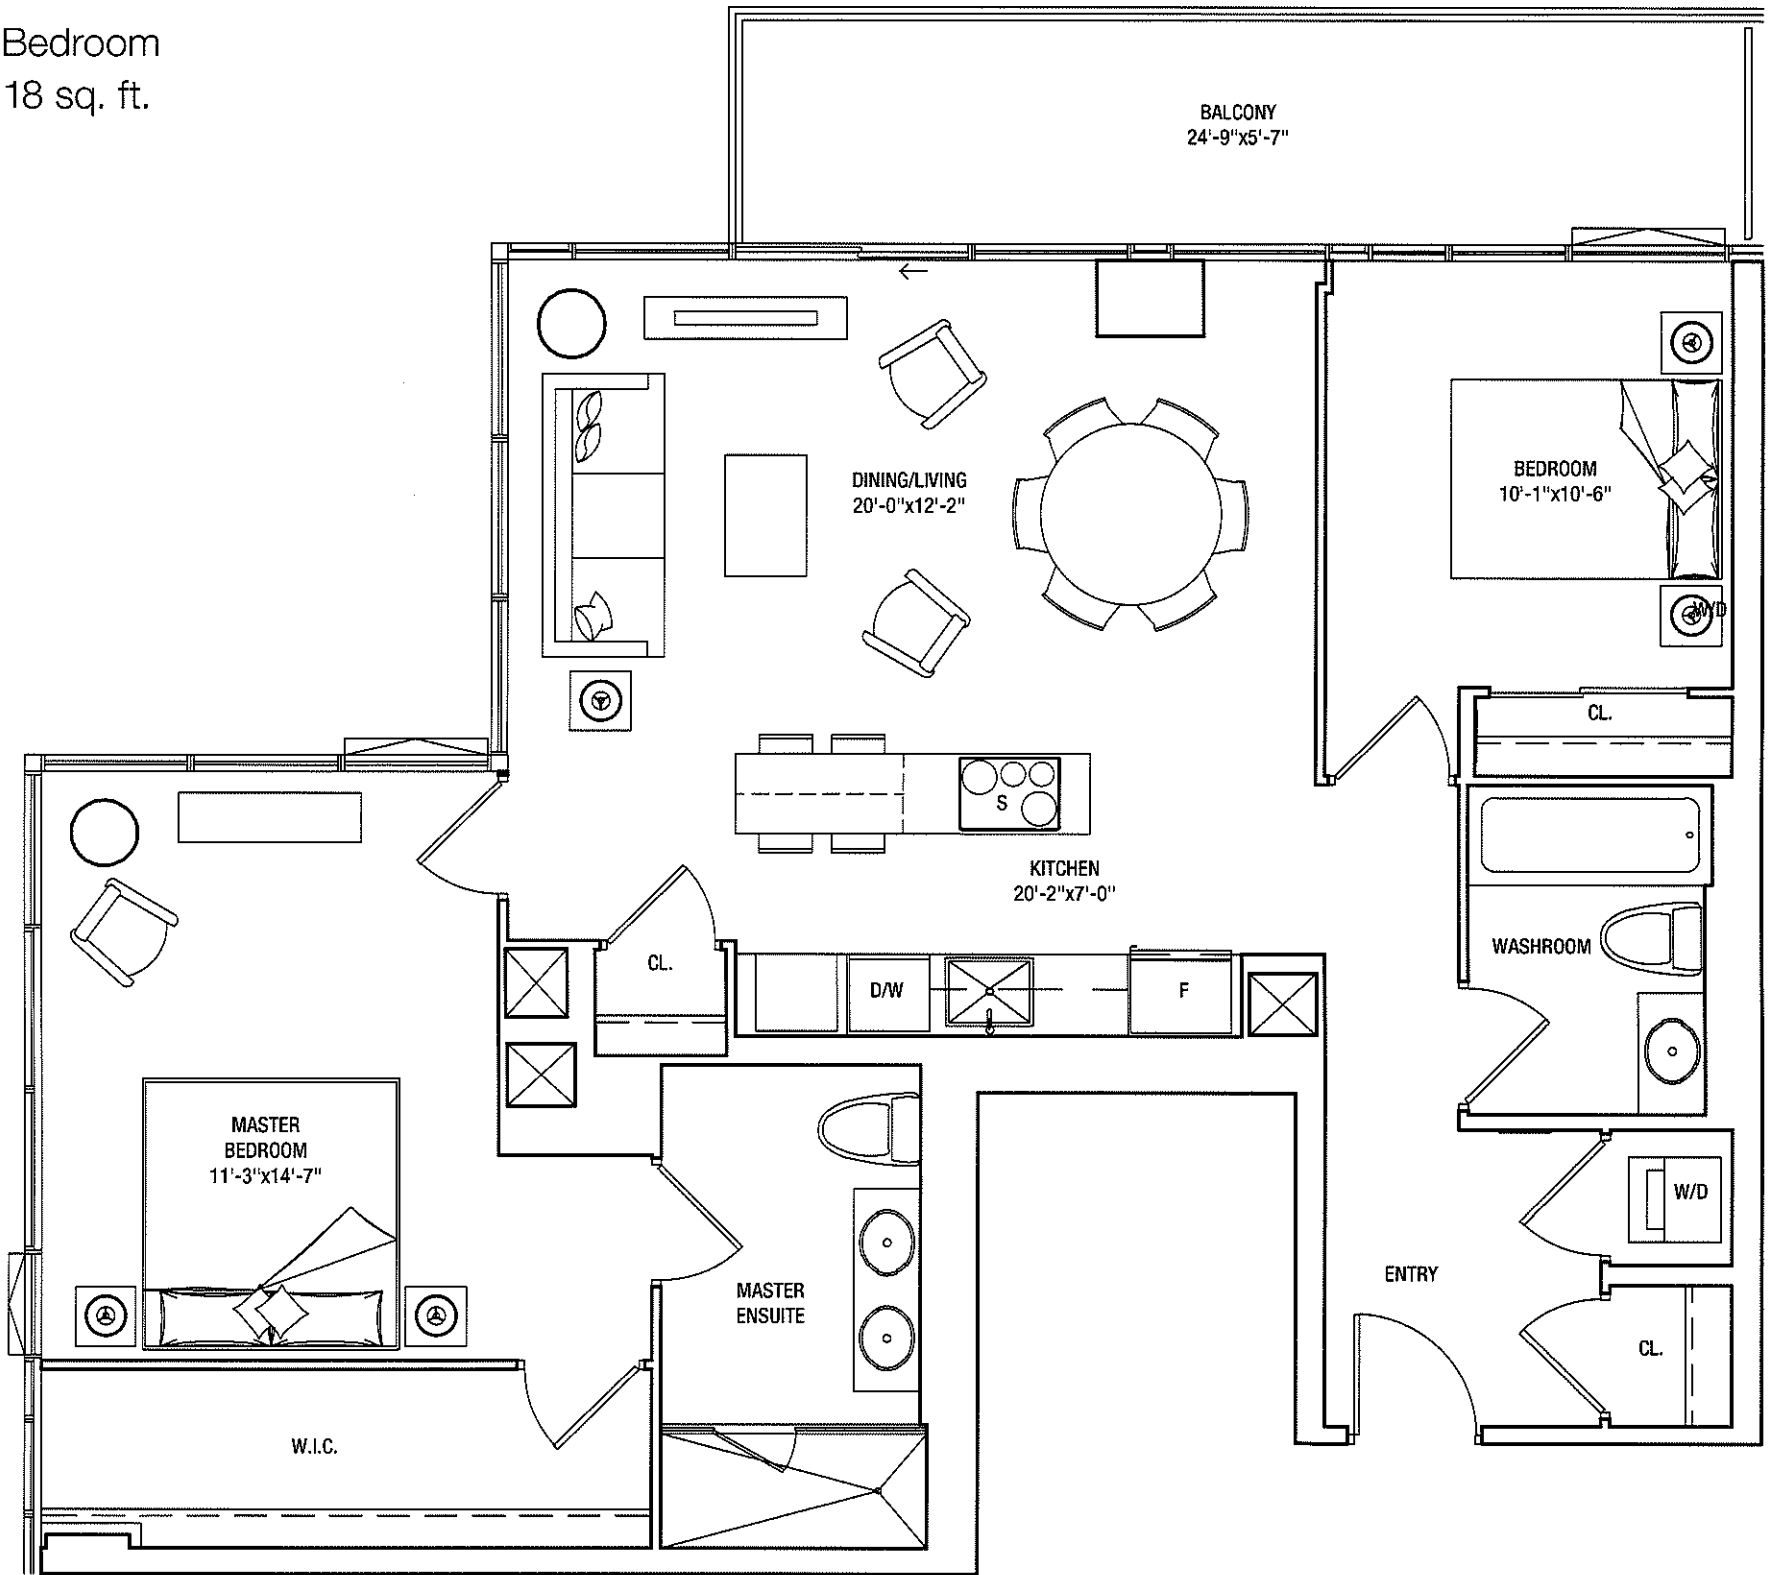 Bedroom
18 sq. ft.
BALCONY
24'-9"x5'-7"
DINING/LIVING
20'-0"x12'-2"
BEDROOM
10'-1"x10'-6"
W/D
CL.
S
KITCHEN
20'-2"x7'-0"
WASHROOM
CL.
D/W
F
MASTER
BEDROOM
11'-3"x14'-7"
W/D
ENTRY
MASTER
ENSUITE
CL.
W.I.C.